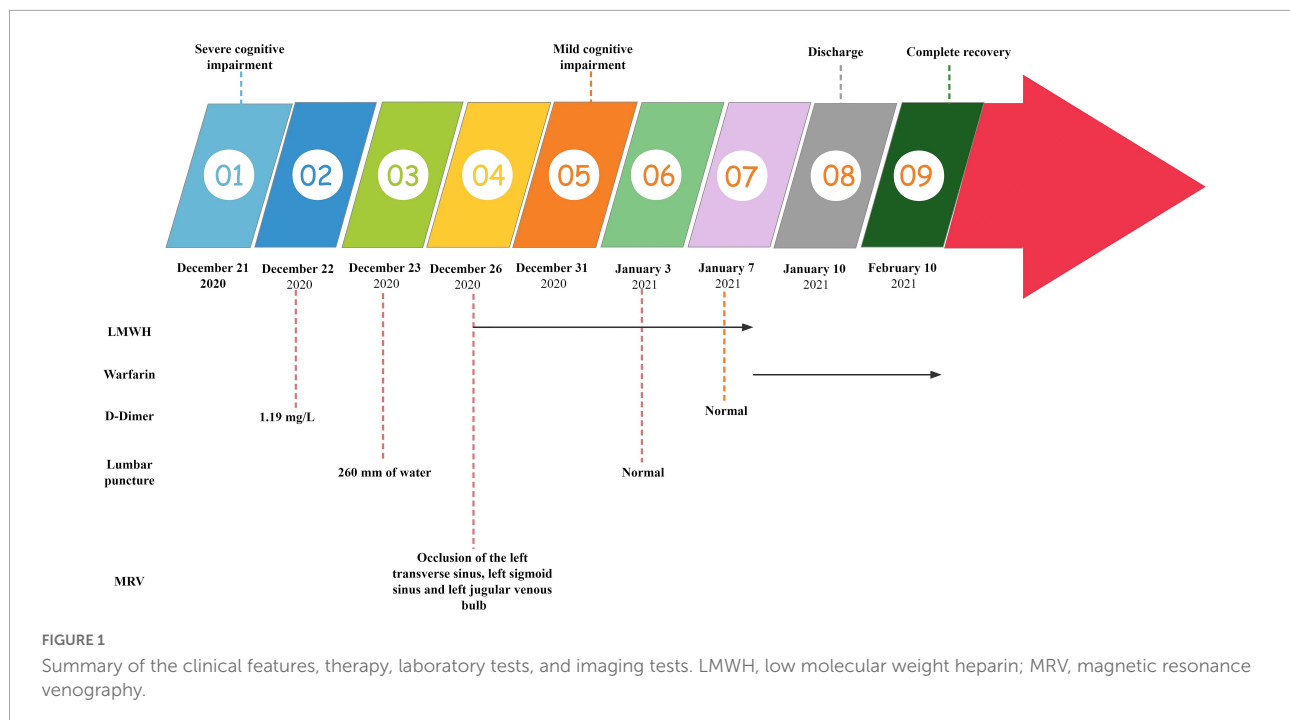 Severe cognitive
impairment
Mild cognitive
impairment
Discharge
Complete recovery
01
02
03
04
05
06
07
08
09
December 21
2020
December 22
2020
December 23
2020
December 26
2020
December 31
2020
January 3
2021
January 7
2021
January 10
2021
February 10
2021
LMWH
Warfarin
D-Dimer
1.19 mg/L
Normal
Lumbar
puncture
260 mm of water
Normal
MRV
Occlusion of the left
transverse sinus, left sigmoid
sinus and left jugular venous
bulb
FIGURE 1
Summary of the clinical features, therapy, laboratory tests, and imaging tests. LMWH, low molecular weight heparin; MRV, magnetic resonance
venography.